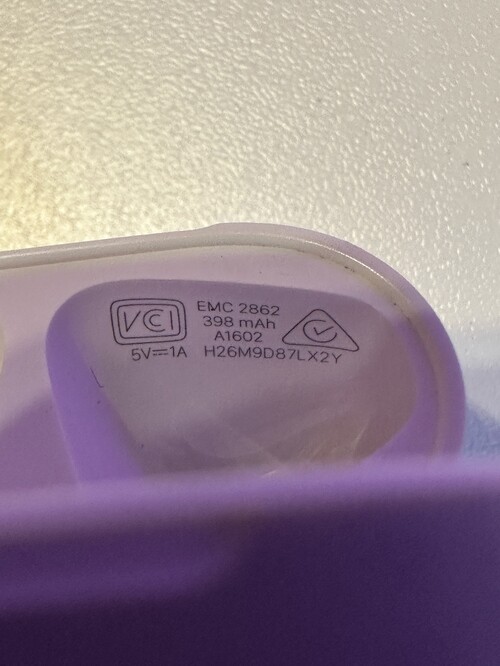 VCI
EMC 2862
398 mAh
A1602
5V⎓1A H26M9D87LX2Y